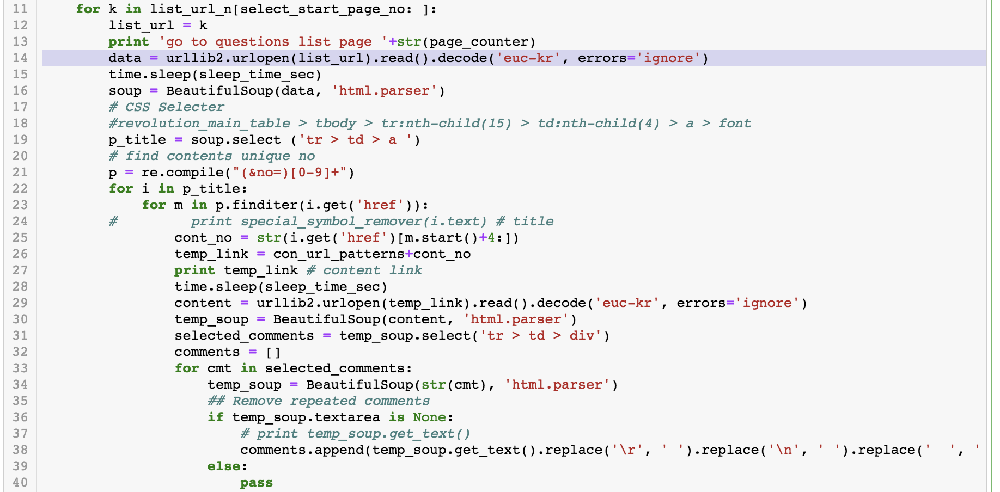 11 for k in list_url_n[select_start_page_no: ]:
12 list_url = k
13 print 'go to questions list page '+str(page_counter)
14 data = urllib2.urlopen(list_url).read().decode('euc-kr', errors='ignore')
15 time.sleep(sleep_time_sec)
16 soup = BeautifulSoup(data, 'html.parser')
17 # CSS Selecter
18 #revolution_main_table > tbody > tr:nth-child(15) > td:nth-child(4) > a > font
19 p_title = soup.select ('tr > td > a ')
20 # find contents unique no
21 p = re.compile("(&no=)[0-9]+")
22 for i in p_title:
23 for m in p.finditer(i.get('href')):
24 # print special_symbol_remover(i.text) # title
25 cont_no = str(i.get('href')[m.start()+4:])
26 temp_link = con_url_patterns+cont_no
27 print temp_link # content link
28 time.sleep(sleep_time_sec)
29 content = urllib2.urlopen(temp_link).read().decode('euc-kr', errors='ignore')
30 temp_soup = BeautifulSoup(content, 'html.parser')
31 selected_comments = temp_soup.select('tr > td > div')
32 comments = []
33 for cmt in selected_comments:
34 temp_soup = BeautifulSoup(str(cmt), 'html.parser')
35 ## Remove repeated comments
36 if temp_soup.textarea is None:
37 # print temp_soup.get_text()
38 comments.append(temp_soup.get_text().replace('\r', ' ').replace('\n', ' ').replace('  ', '
39 else:
40 pass